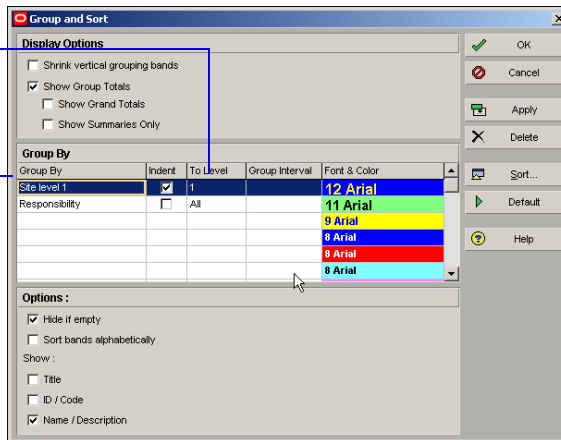 Group and Sort
Display Options
Shrink vertical grouping bands
Show Group Totals
Show Grand Totals
Show Summaries Only
Group By
Group By Indent To Level Group Interval Font & Color
Site level 1 1 12 Arial
Responsibility All 11 Arial
9 Arial
8 Arial
8 Arial
8 Arial
Options :
Hide if empty
Sort bands alphabetically
Show :
Title
ID / Code
Name / Description
OK
Cancel
Apply
Delete
Sort...
Default
Help